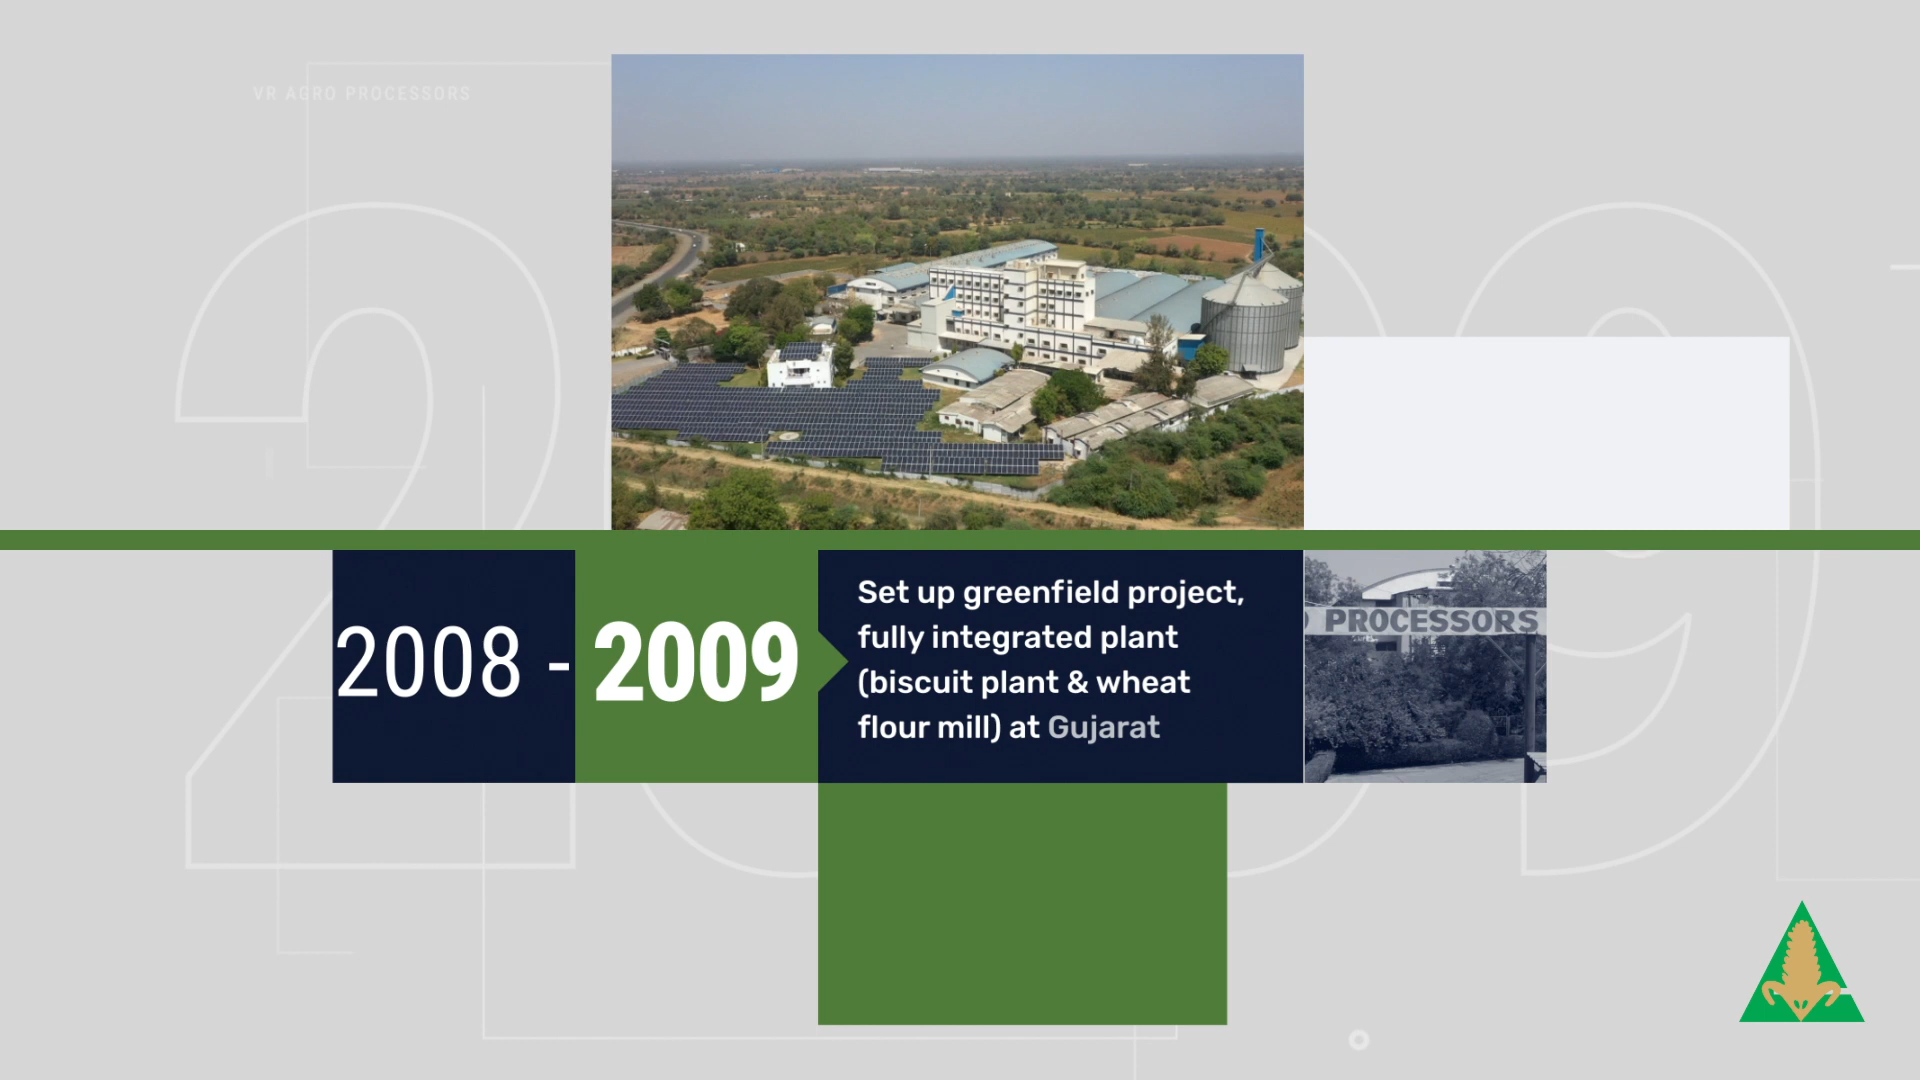 VR AGRO PROCESSORS
2009
2008 - 2009
Set up greenfield project,
fully integrated plant
(biscuit plant & wheat
flour mill) at Gujarat
PROCESSORS